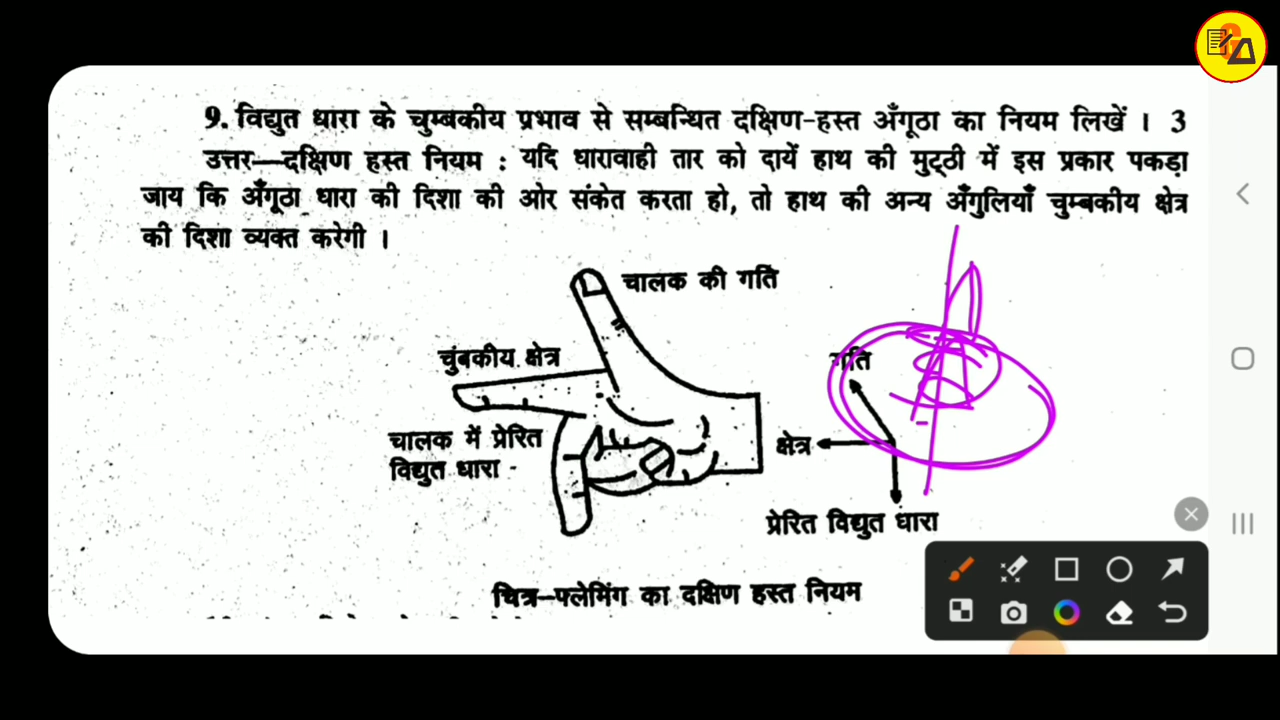 9. विद्युत धारा के चुम्बकीय प्रभाव से सम्बन्धित दक्षिण-हस्त अँगूठा का नियम लिखें । 3
उत्तर—दक्षिण हस्त नियम : यदि धारावाही तार को दायें हाथ की मुट्ठी में इस प्रकार पकड़ा
जाय कि अँगूठा धारा की दिशा की ओर संकेत करता हो, तो हाथ की अन्य अँगुलियाँ चुम्बकीय क्षेत्र
की दिशा व्यक्त करेगी ।
चालक की गति
चुंबकीय क्षेत्र
गति
चालक में प्रेरित
विद्युत धारा
क्षेत्र
प्रेरित विद्युत धारा
चित्र–फ्लेमिंग का दक्षिण हस्त नियम